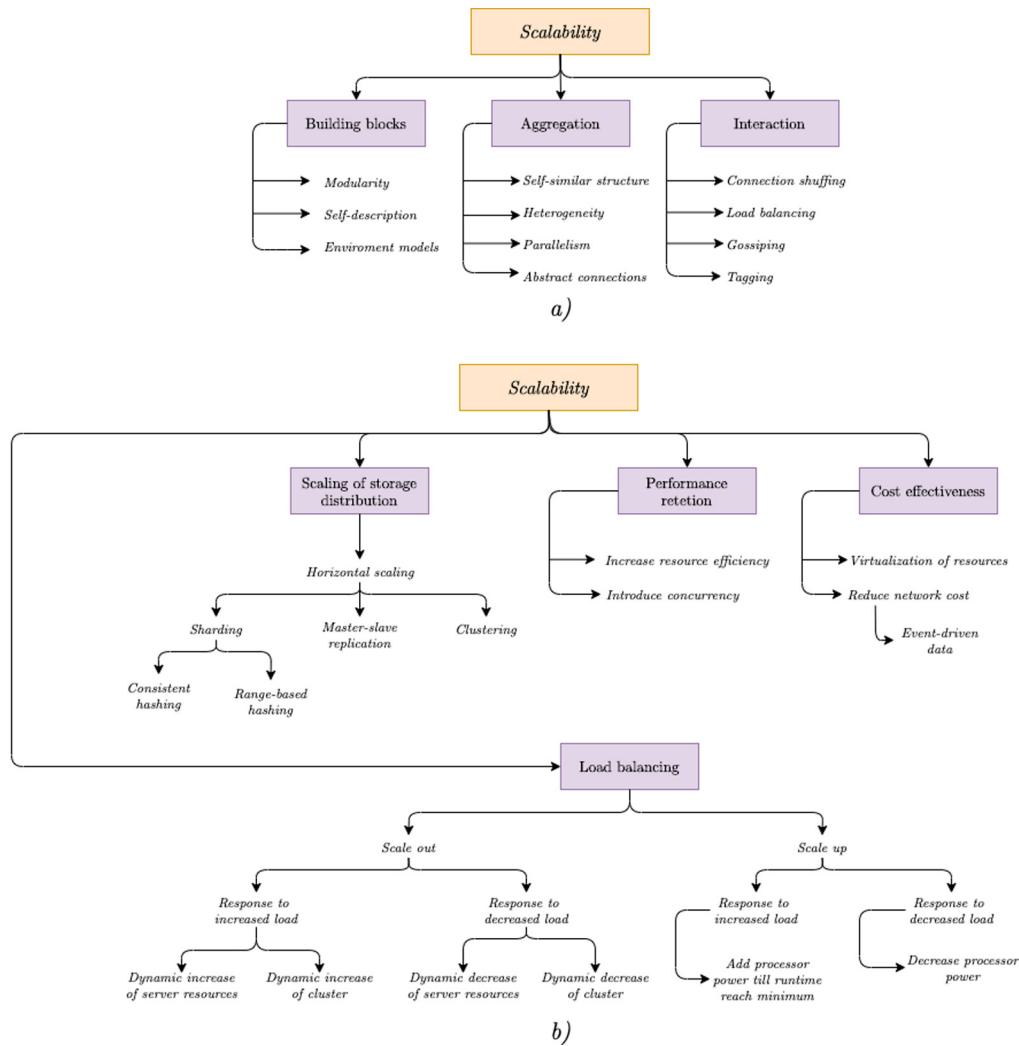 Scalability
Building blocks
Aggregation
Interaction
Modularity
Self-description
Enviroment models
Self-similar structure
Heterogeneity
Parallelism
Abstract connections
Connection shuffing
Load balancing
Gossiping
Tagging
a)
Scalability
Scaling of storage
distribution
Performance
retetion
Cost effectiveness
Horizontal scaling
Sharding
Master-slave
replication
Clustering
Consistent
hashing
Range-based
hashing
Increase resource efficiency
Introduce concurrency
Virtualization of resources
Reduce network cost
Event-driven
data
Load balancing
Scale out
Scale up
Response to
increased load
Response to
decreased load
Response to
increased load
Response to
decreased load
Dynamic increase
of server resources
Dynamic increase
of cluster
Dynamic decrease
of server resources
Dynamic decrease
of cluster
Add processor
power till runtime
reach minimum
Decrease processor
power
b)